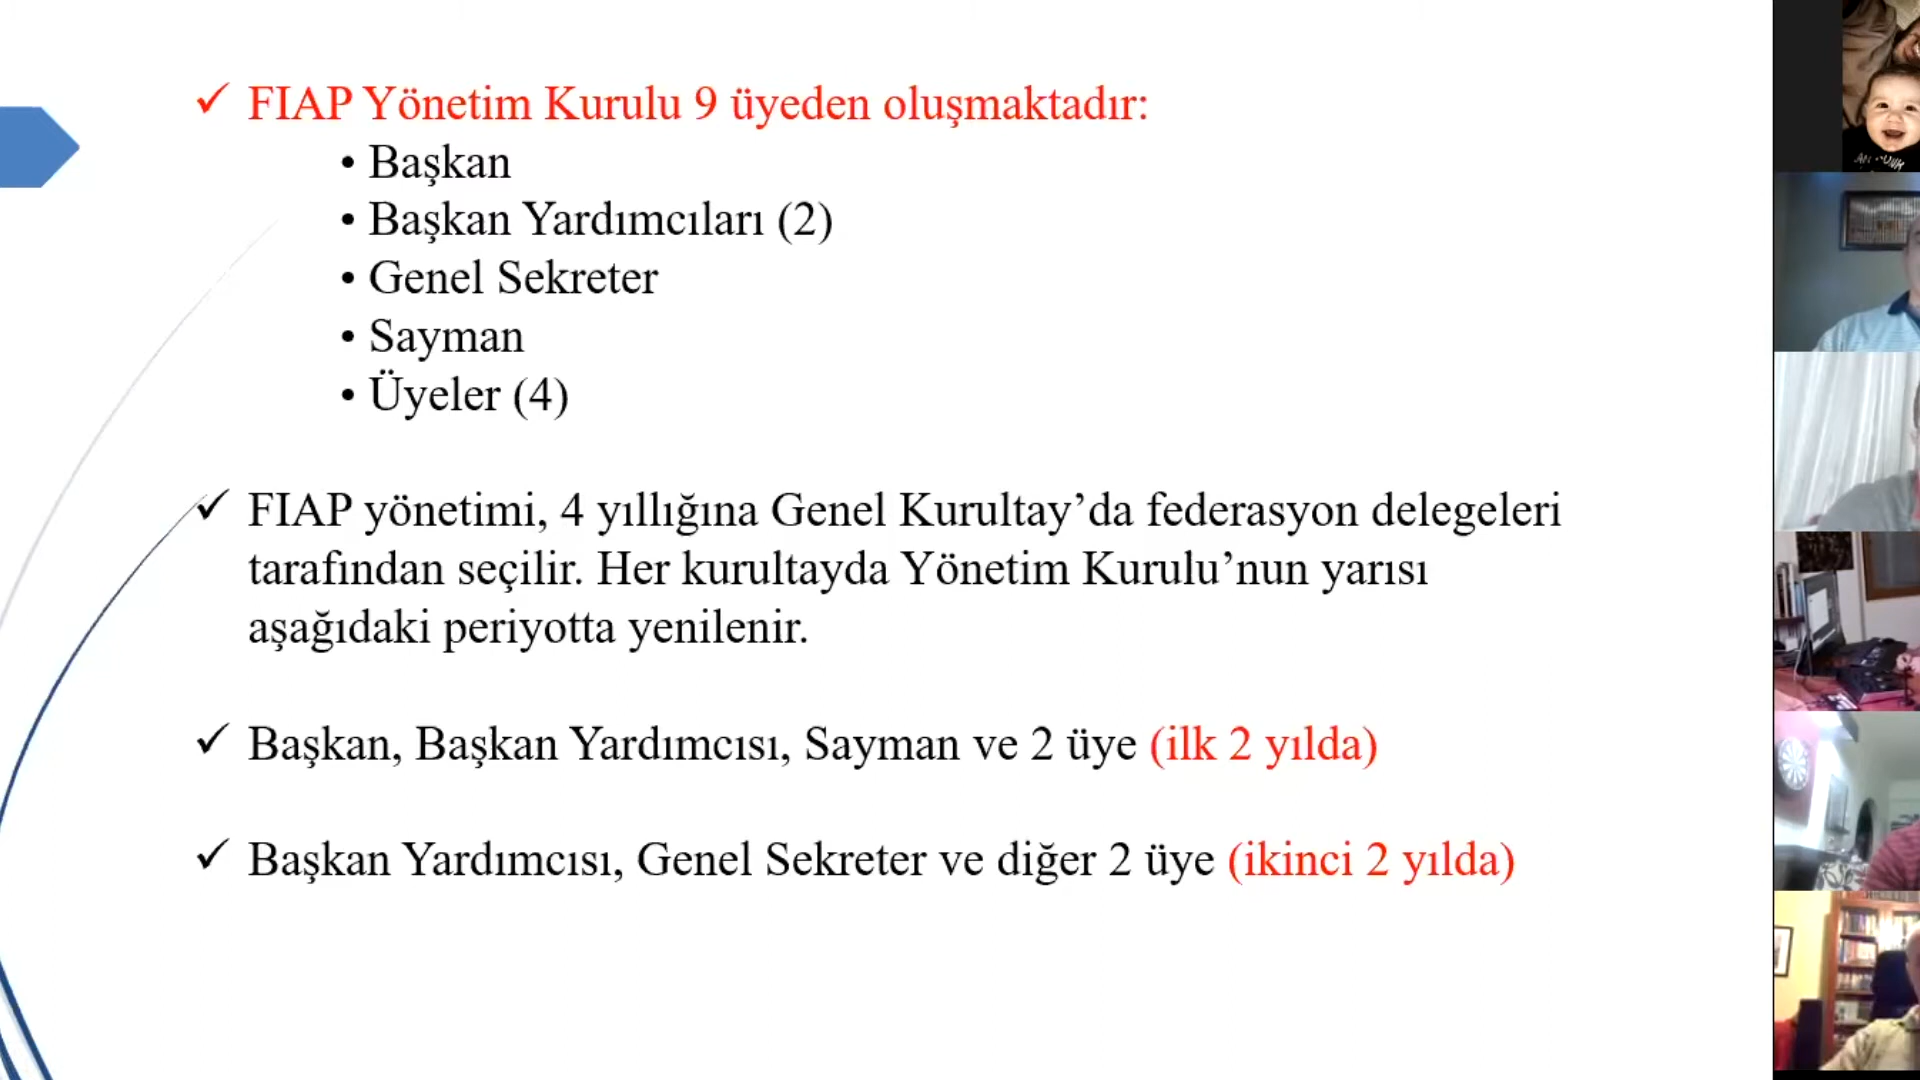 ✓ FIAP Yönetim Kurulu 9 üyeden oluşmaktadır:
• Başkan
• Başkan Yardımcıları (2)
• Genel Sekreter
• Sayman
• Üyeler (4)
✓ FIAP yönetimi, 4 yıllığına Genel Kurultay’da federasyon delegeleri
tarafından seçilir. Her kurultayda Yönetim Kurulu’nun yarısı
aşağıdaki periyotta yenilenir.
✓ Başkan, Başkan Yardımcısı, Sayman ve 2 üye (ilk 2 yılda)
✓ Başkan Yardımcısı, Genel Sekreter ve diğer 2 üye (ikinci 2 yılda)